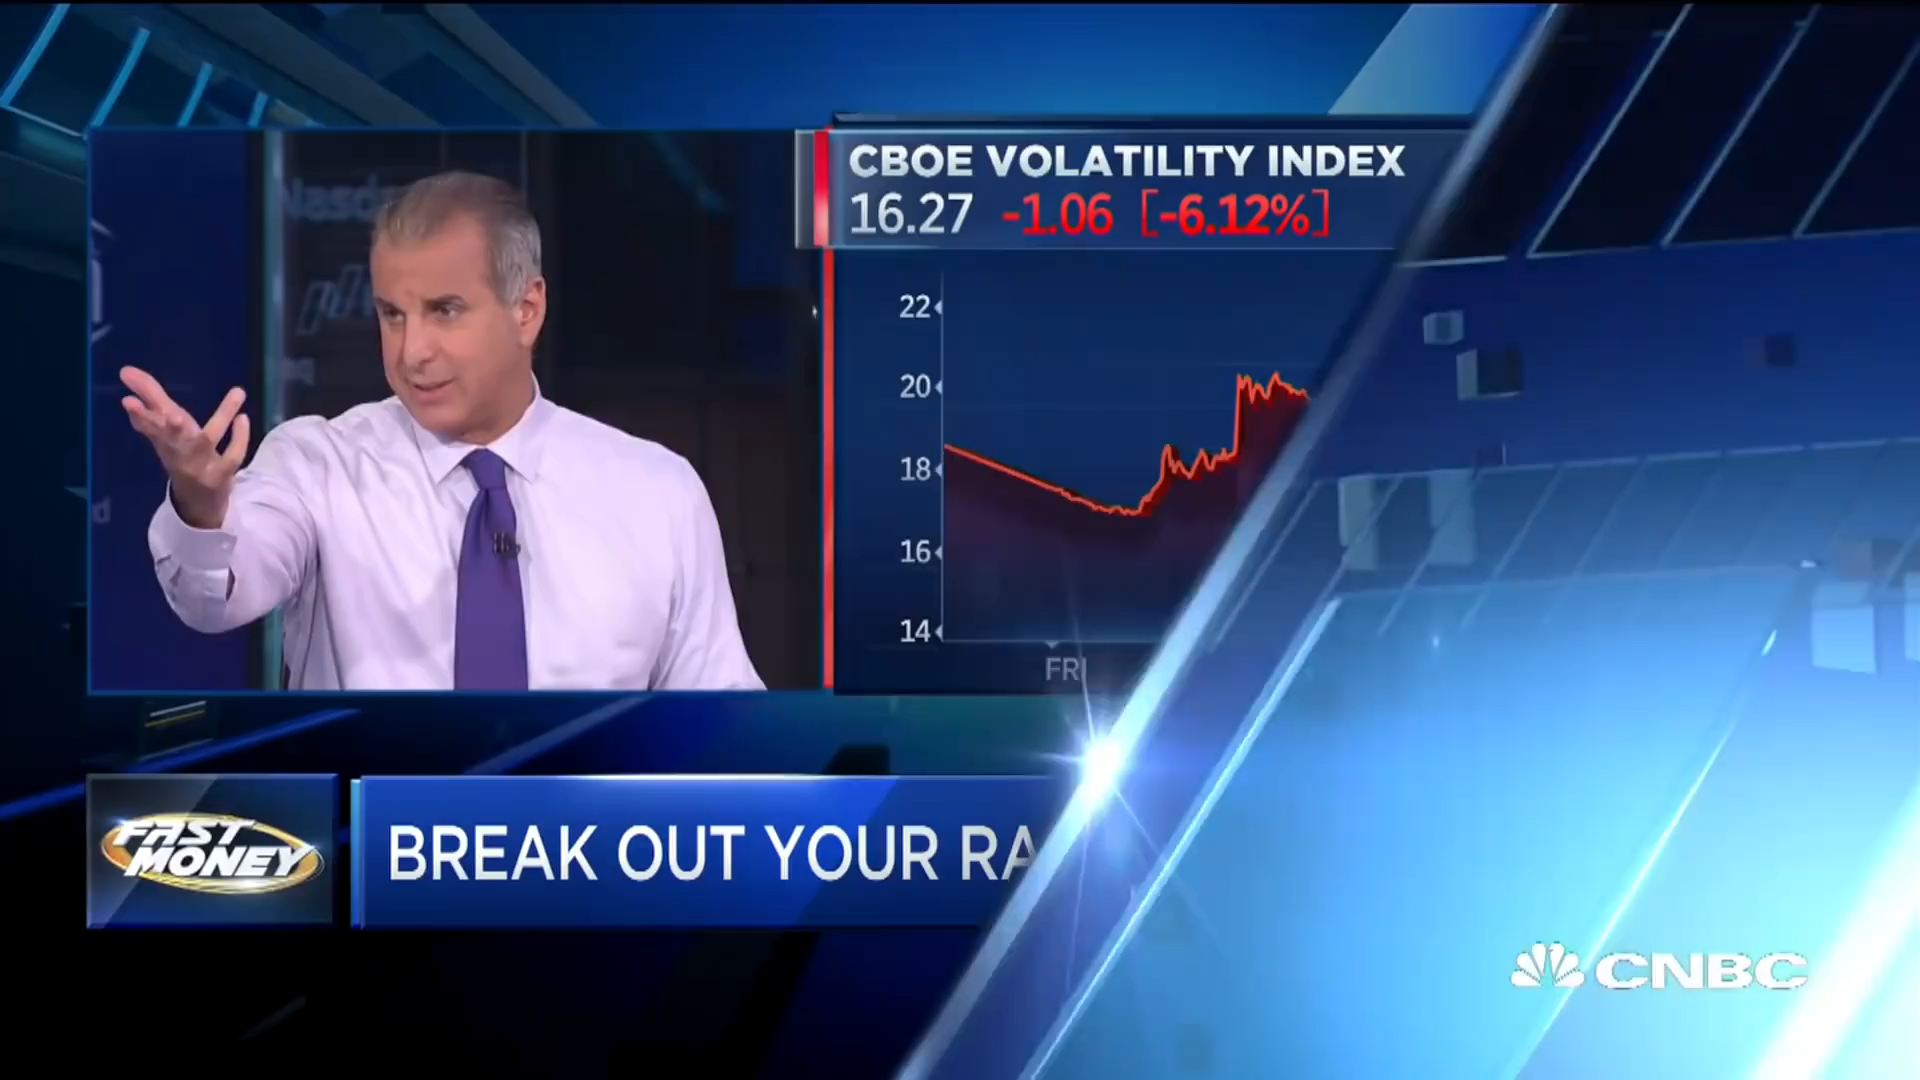 Nasd
CBOE VOLATILITY INDEX
16.27 -1.06 [-6.12%]
22
20
18
16
14
FRI
d
FAST
MONEY
BREAK OUT YOUR RA
CNBC